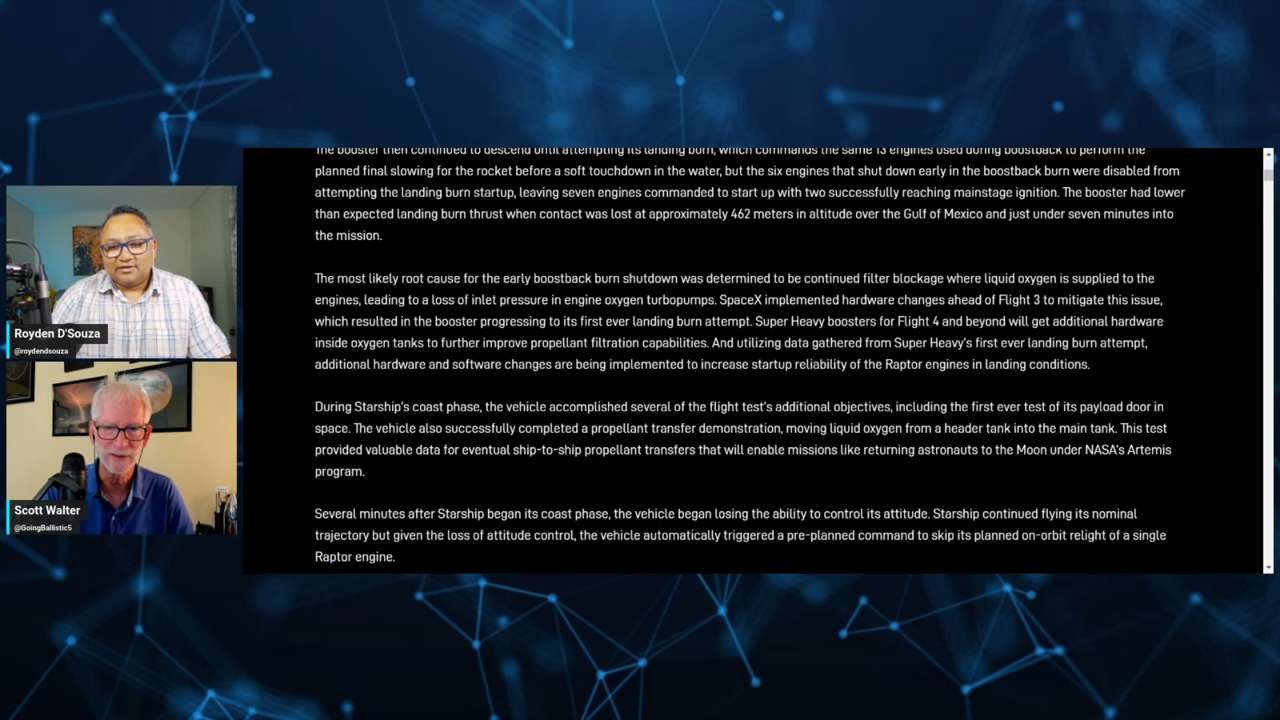 The booster then continued to descend until attempting its landing burn, which commands the same 13 engines used during boostback to perform the
planned final slowing for the rocket before a soft touchdown in the water, but the six engines that shut down early in the boostback burn were disabled from
attempting the landing burn startup, leaving seven engines commanded to start up with two successfully reaching mainstage ignition. The booster had lower
than expected landing burn thrust when contact was lost at approximately 462 meters in altitude over the Gulf of Mexico and just under seven minutes into
the mission.
The most likely root cause for the early boostback burn shutdown was determined to be continued filter blockage where liquid oxygen is supplied to the
engines, leading to a loss of inlet pressure in engine oxygen turbopumps. SpaceX implemented hardware changes ahead of Flight 3 to mitigate this issue,
which resulted in the booster progressing to its first ever landing burn attempt. Super Heavy boosters for Flight 4 and beyond will get additional hardware
inside oxygen tanks to further improve propellant filtration capabilities. And utilizing data gathered from Super Heavy's first ever landing burn attempt,
additional hardware and software changes are being implemented to increase startup reliability of the Raptor engines in landing conditions.
During Starship's coast phase, the vehicle accomplished several of the flight test's additional objectives, including the first ever test of its payload door in
space. The vehicle also successfully completed a propellant transfer demonstration, moving liquid oxygen from a header tank into the main tank. This test
provided valuable data for eventual ship-to-ship propellant transfers that will enable missions like returning astronauts to the Moon under NASA's Artemis
program.
Several minutes after Starship began its coast phase, the vehicle began losing the ability to control its attitude. Starship continued flying its nominal
trajectory but given the loss of attitude control, the vehicle automatically triggered a pre-planned command to skip its planned on-orbit relight of a single
Raptor engine.
Royden D'Souza
@roydendsouza
Scott Walter
@GoingBallistic5